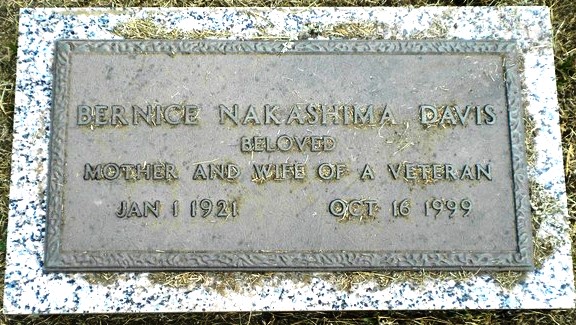 BERNICE NAKASHIMA DAVIS
BELOVED
MOTHER AND WIFE OF A VETERAN
JAN 1 1921 OCT 16 1999